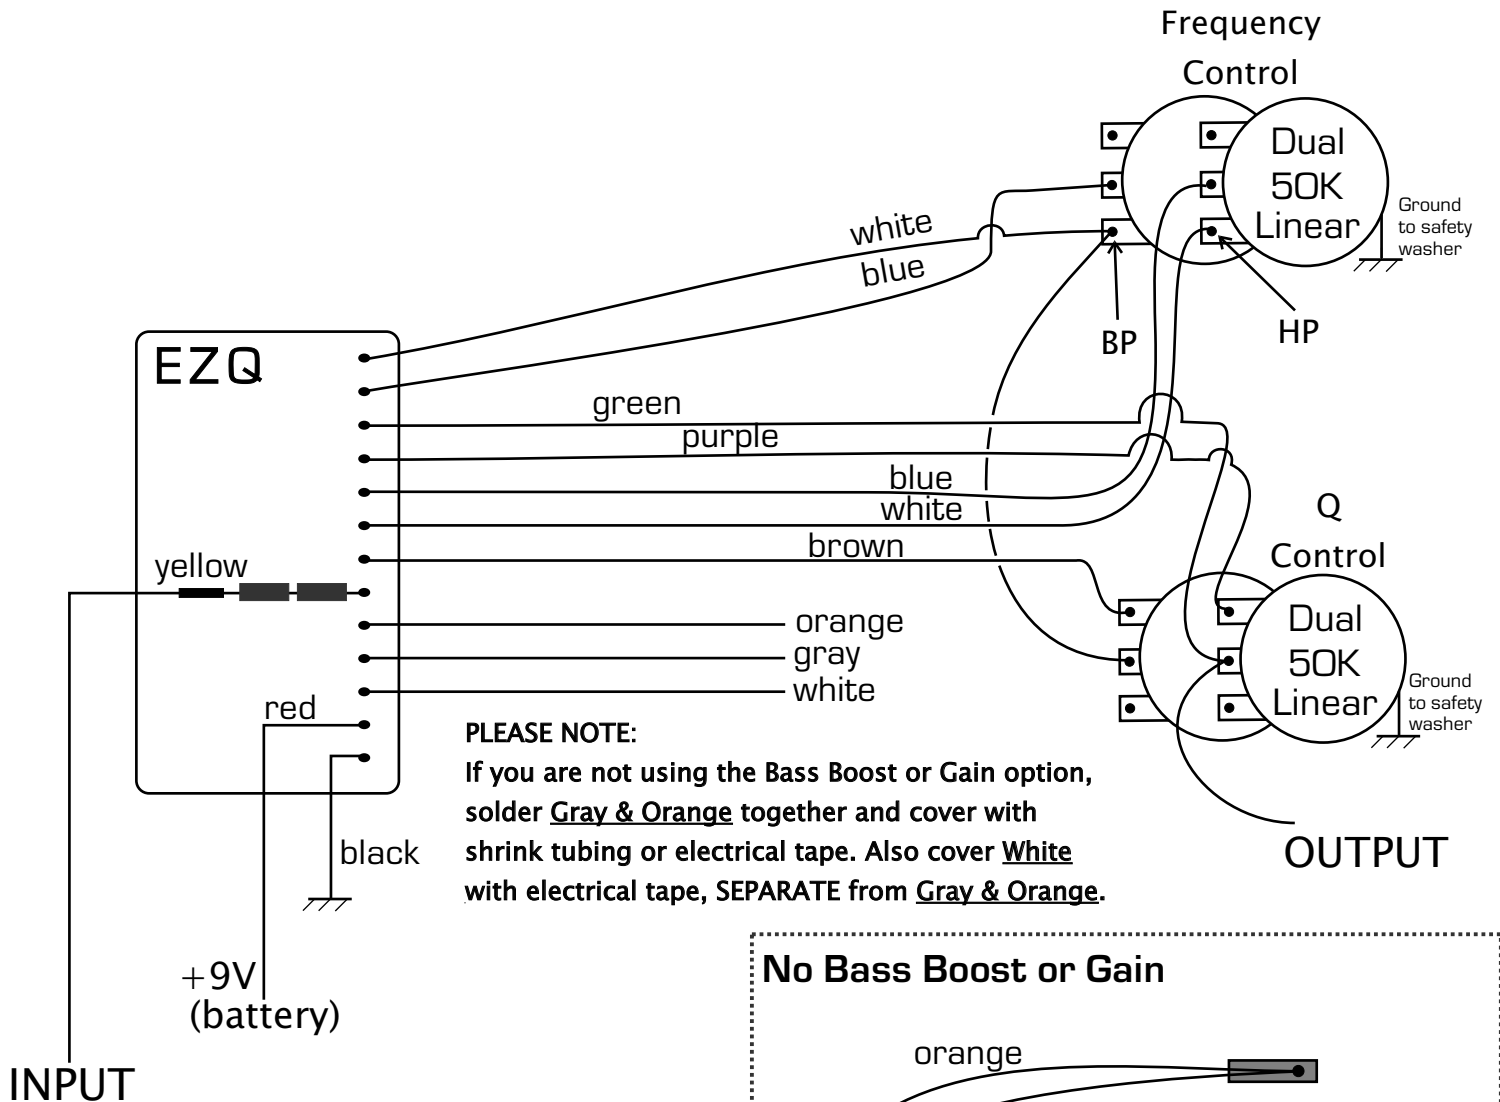 Frequency
Control
Dual
50K
Linear
Ground
to safety
washer
white
blue
BP
HP
EZQ
green
purple
blue
white
brown
Q
Control
yellow
orange
gray
white
Dual
50K
Linear
Ground
to safety
washer
red
PLEASE NOTE:
If you are not using the Bass Boost or Gain option,
solder Gray & Orange together and cover with
shrink tubing or electrical tape. Also cover White
with electrical tape, SEPARATE from Gray & Orange.
black
OUTPUT
+9V
(battery)
No Bass Boost or Gain
orange
INPUT